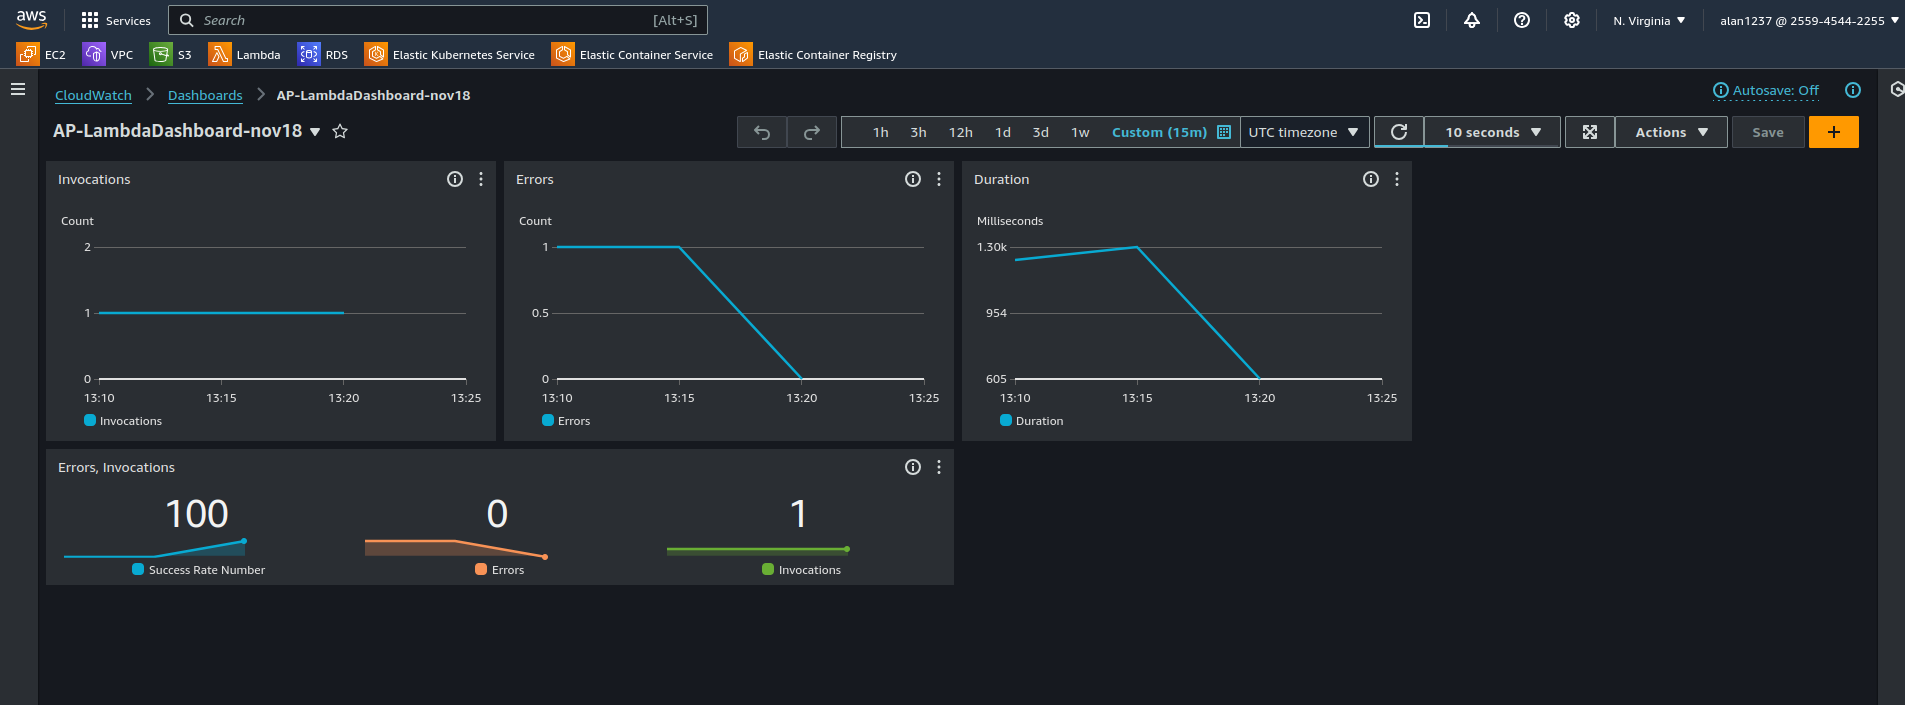 aws Services Search [Alt+S] N. Virginia alan1237 @ 2559-4544-2255
EC2 VPC S3 Lambda RDS Elastic Kubernetes Service Elastic Container Service Elastic Container Registry
CloudWatch Dashboards AP-LambdaDashboard-nov18 Autosave: Off
AP-LambdaDashboard-nov18 1h 3h 12h 1d 3d 1w Custom (15m) UTC timezone 10 seconds Actions Save +
Invocations
Count
2
1
0
13:10 13:15 13:20 13:25
Invocations
Errors
Count
1
0.5
0
13:10 13:15 13:20 13:25
Errors
Duration
Milliseconds
1.30k
954
605
13:10 13:15 13:20 13:25
Duration
Errors, Invocations
100 0 1
Success Rate Number Errors Invocations